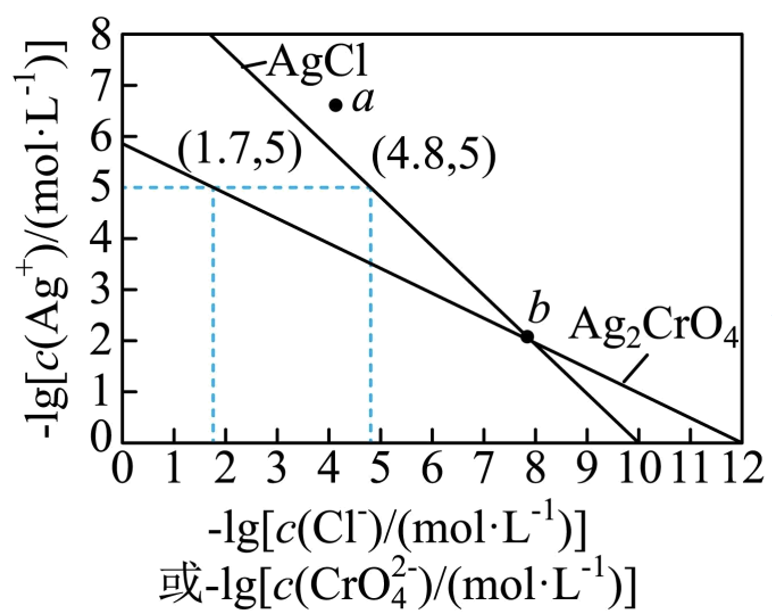 -lg[c(Ag⁺)/(mol·L⁻¹)]
8
7
6
5
4
3
2
1
0
AgCl
a
(1.7,5)
(4.8,5)
b
Ag₂CrO₄
0 1 2 3 4 5 6 7 8 9 10 11 12
-lg[c(Cl⁻)/(mol·L⁻¹)]
或-lg[c(CrO₄²⁻)/(mol·L⁻¹)]